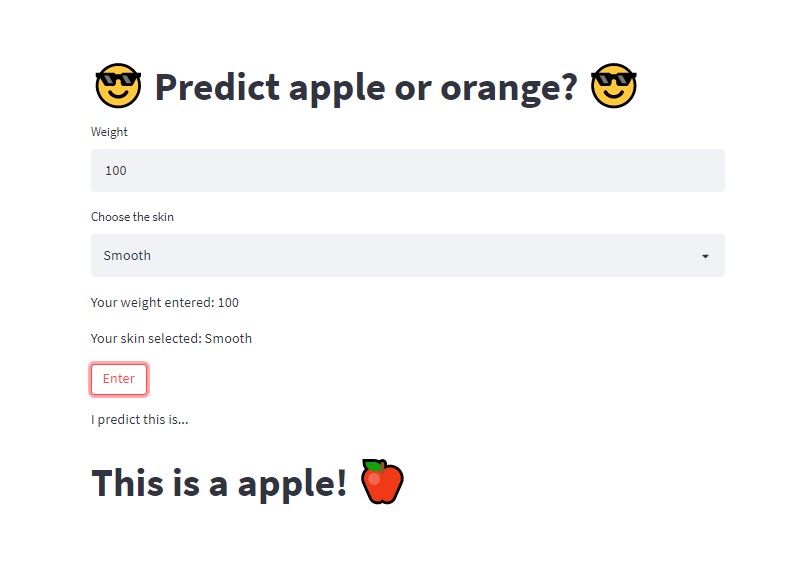 Predict apple or orange?
Weight
100
Choose the skin
Smooth
Your weight entered: 100
Your skin selected: Smooth
Enter
I predict this is...
This is a apple!